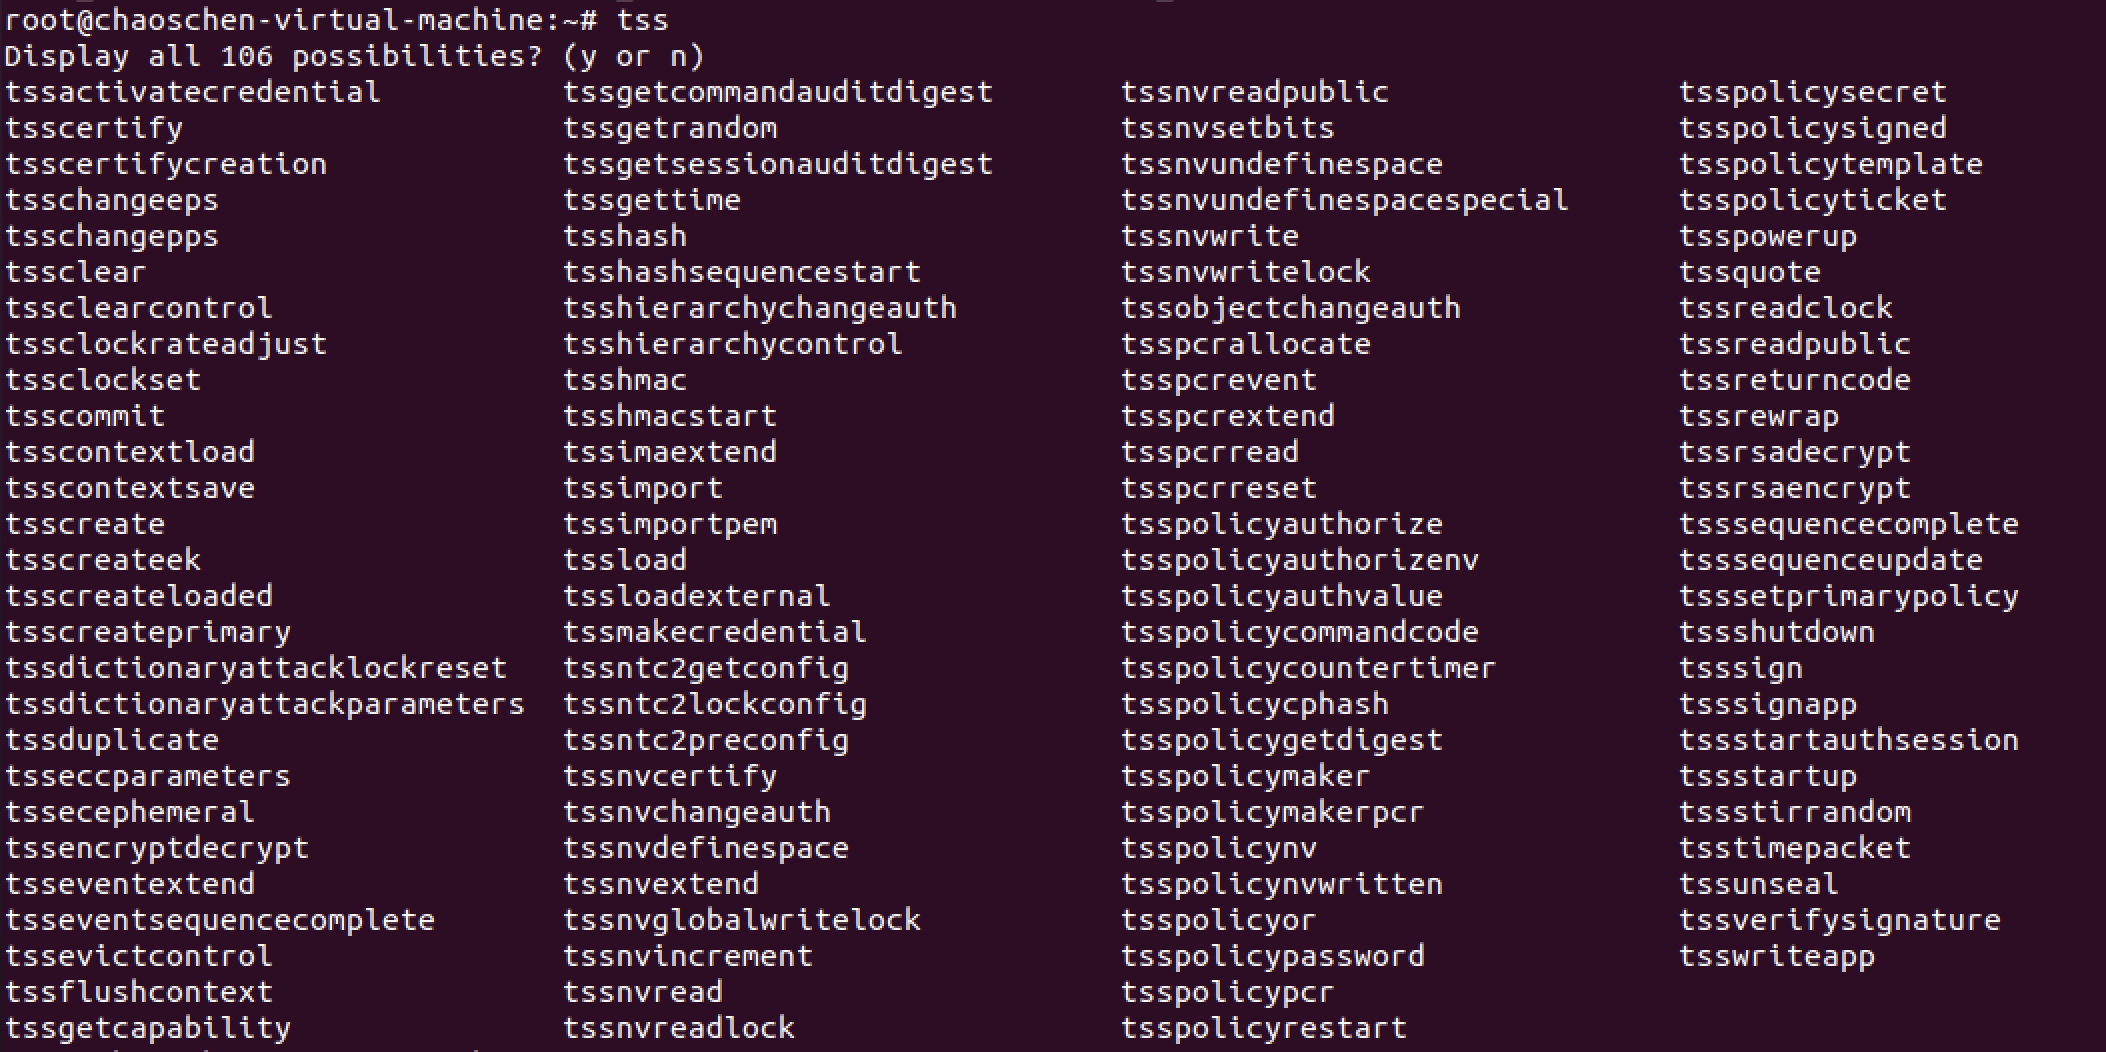 root@chaoschen-virtual-machine:~# tss
Display all 106 possibilities? (y or n)
tssactivatecredential tssgetcommandauditdigest tssnvreadpublic tsspolicysecret
tsscertify tssgetrandom tssnvsetbits tsspolicysigned
tsscertifycreation tssgetsessionauditdigest tssnvundefinespace tsspolicytemplate
tsschangeeps tssgettime tssnvundefinespacespecial tsspolicyticket
tsschangepps tsshash tssnvwrite tsspowerup
tssclear tsshashsequencestart tssnvwritelock tssquote
tssclearcontrol tsshierarchychangeauth tssobjectchangeauth tssreadclock
tssclockrateadjust tsshierarchycontrol tsspcrallocate tssreadpublic
tssclockset tsshmac tsspcrevent tssreturncode
tsscommit tsshmacstart tsspcrextend tssrewrap
tsscontextload tssimaextend tsspcrread tssrsadecrypt
tsscontextsave tssimport tsspcrreset tssrsaencrypt
tsscreate tssimportpem tsspolicyauthorize tsssequencecomplete
tsscreateek tssload tsspolicyauthorizenv tsssequenceupdate
tsscreateloaded tssloadexternal tsspolicyauthvalue tsssetprimarypolicy
tsscreateprimary tssmakecredential tsspolicycommandcode tssshutdown
tssdictionaryattacklockreset tssntc2getconfig tsspolicycountertimer tsssign
tssdictionaryattackparameters tssntc2lockconfig tsspolicycphash tsssignapp
tssduplicate tssntc2preconfig tsspolicygetdigest tssstartauthsession
tsseccparameters tssnvcertify tsspolicymaker tssstartup
tssecephemeral tssnvchangeauth tsspolicymakerpcr tssstirrandom
tssencryptdecrypt tssnvdefinespace tsspolicynv tsstimepacket
tsseventextend tssnvextend tsspolicynvwritten tssunseal
tsseventsequencecomplete tssnvglobalwritelock tsspolicyor tssverifysignature
tssevictcontrol tssnvincrement tsspolicypassword tsswriteapp
tssflushcontext tssnvread tsspolicypcr
tssgetcapability tssnvreadlock tsspolicyrestart